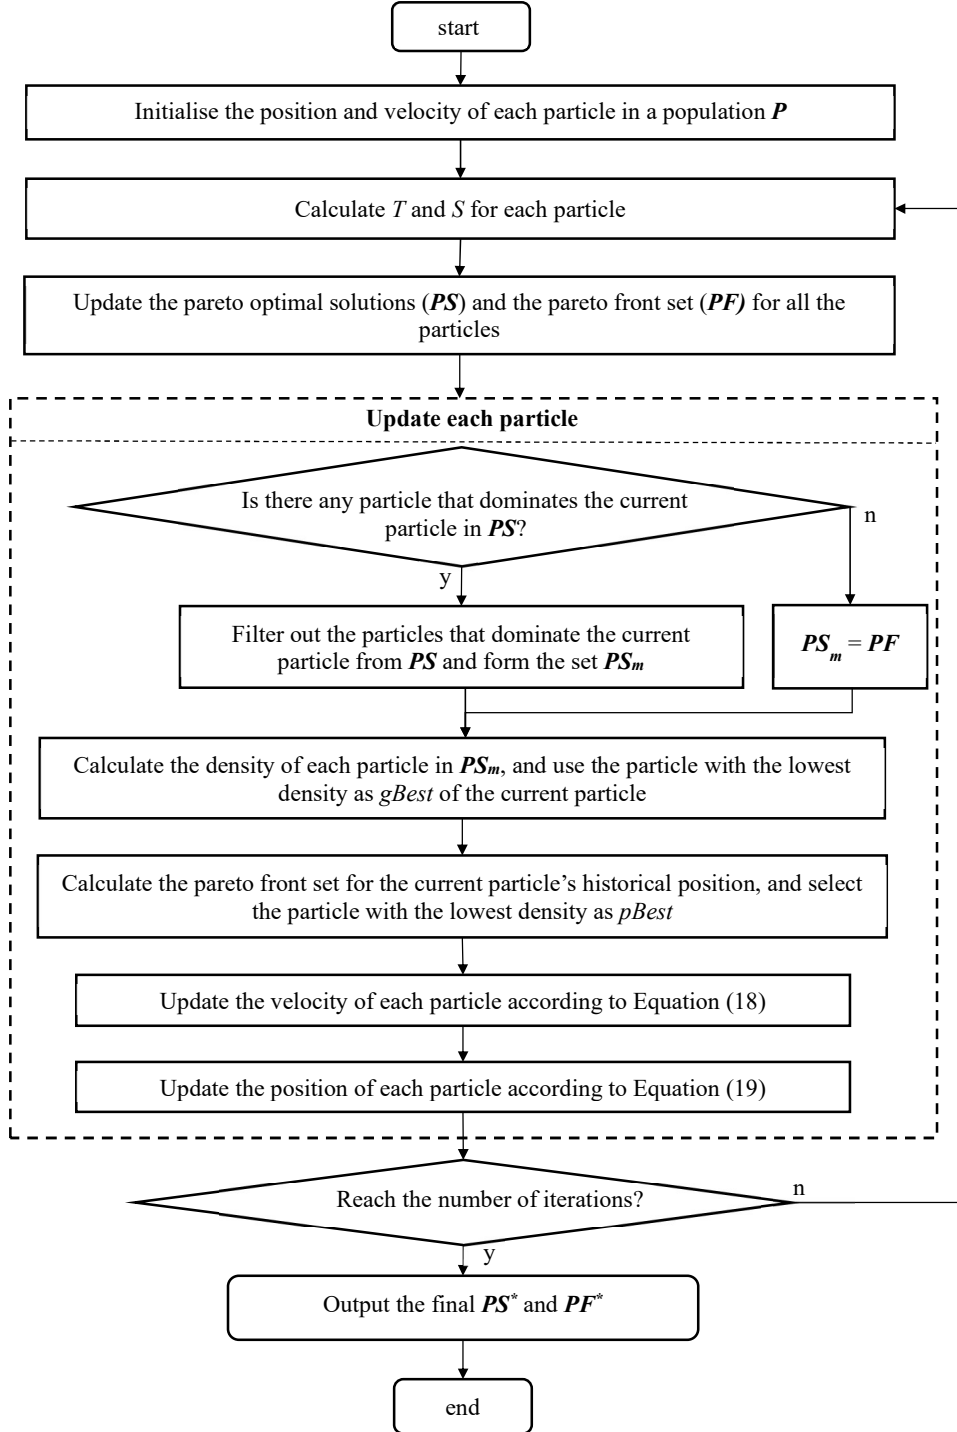 start
Initialise the position and velocity of each particle in a population P
Calculate T and S for each particle
Update the pareto optimal solutions (PS) and the pareto front set (PF) for all the
particles
Update each particle
Is there any particle that dominates the current
particle in PS?
n
y
Filter out the particles that dominate the current
particle from PS and form the set PSm
PSm = PF
Calculate the density of each particle in PSm, and use the particle with the lowest
density as gBest of the current particle
Calculate the pareto front set for the current particle’s historical position, and select
the particle with the lowest density as pBest
Update the velocity of each particle according to Equation (18)
Update the position of each particle according to Equation (19)
Reach the number of iterations?
n
y
Output the final PS* and PF*
end